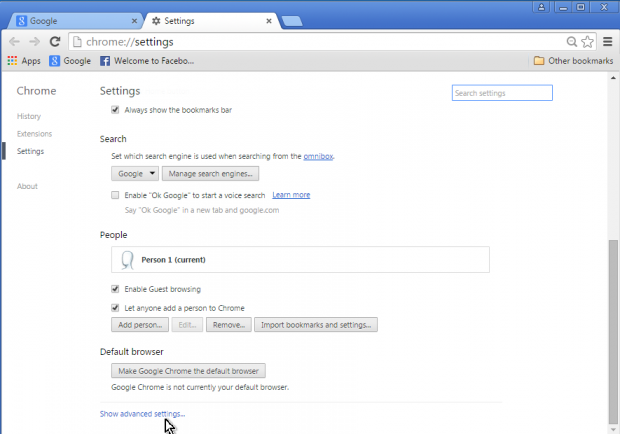 Google
Settings
chrome://settings
Apps
Google
Welcome to Facebo...
Other bookmarks
Chrome
History
Extensions
Settings
About
Settings
Search settings
Always show the bookmarks bar
Search
Set which search engine is used when searching from the omnibox.
Google
Manage search engines...
Enable "Ok Google" to start a voice search Learn more
Say "Ok Google" in a new tab and google.com
People
Person 1 (current)
Enable Guest browsing
Let anyone add a person to Chrome
Add person...
Edit...
Remove...
Import bookmarks and settings...
Default browser
Make Google Chrome the default browser
Google Chrome is not currently your default browser.
Show advanced settings...